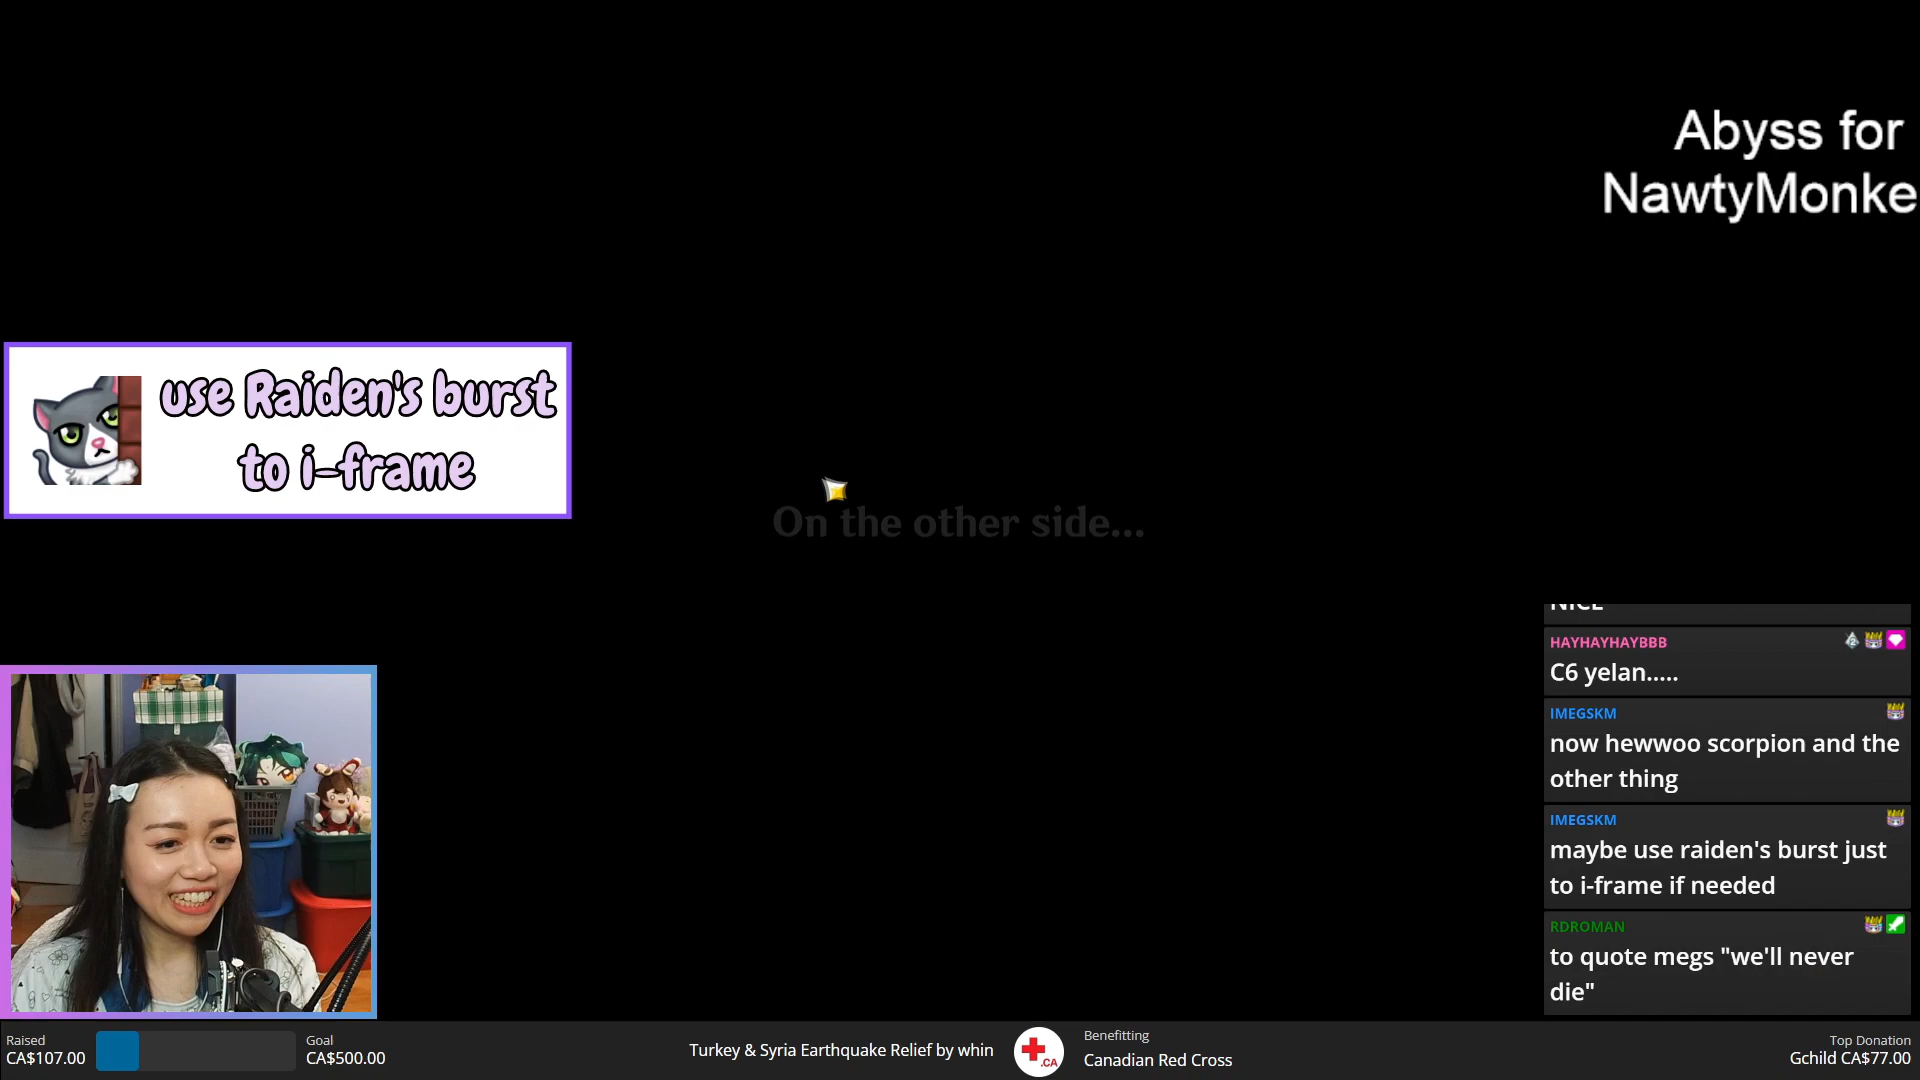 Abyss for
NawtyMonke
use Raiden's burst
to i-frame
On the other side...
NICE
HAYHAYHAYBBB
C6 yelan.....
IMEGSKM
now hewwoo scorpion and the
other thing
IMEGSKM
maybe use raiden's burst just
to i-frame if needed
RDROMAN
to quote megs "we'll never
die"
Raised
CA$107.00
Goal
CA$500.00
Turkey & Syria Earthquake Relief by whin
.CA
Benefitting
Canadian Red Cross
Top Donation
Gchild CA$77.00